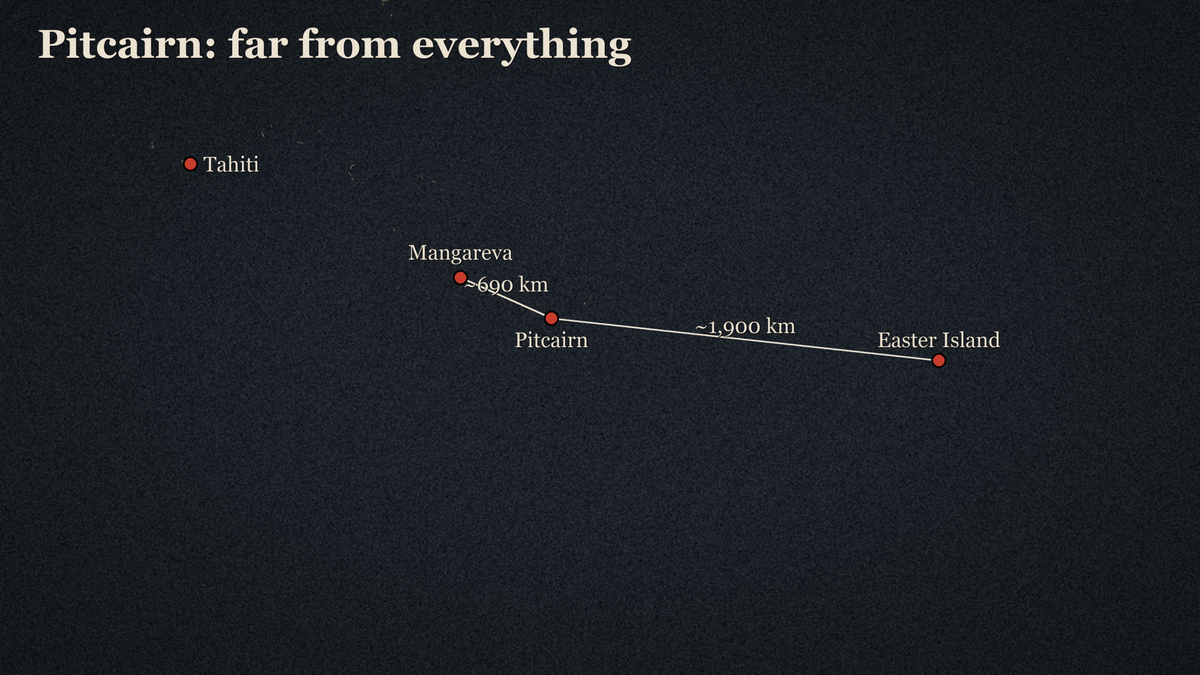 Pitcairn: far from everything
Tahiti
Mangareva
~690 km
Pitcairn
~1,900 km
Easter Island